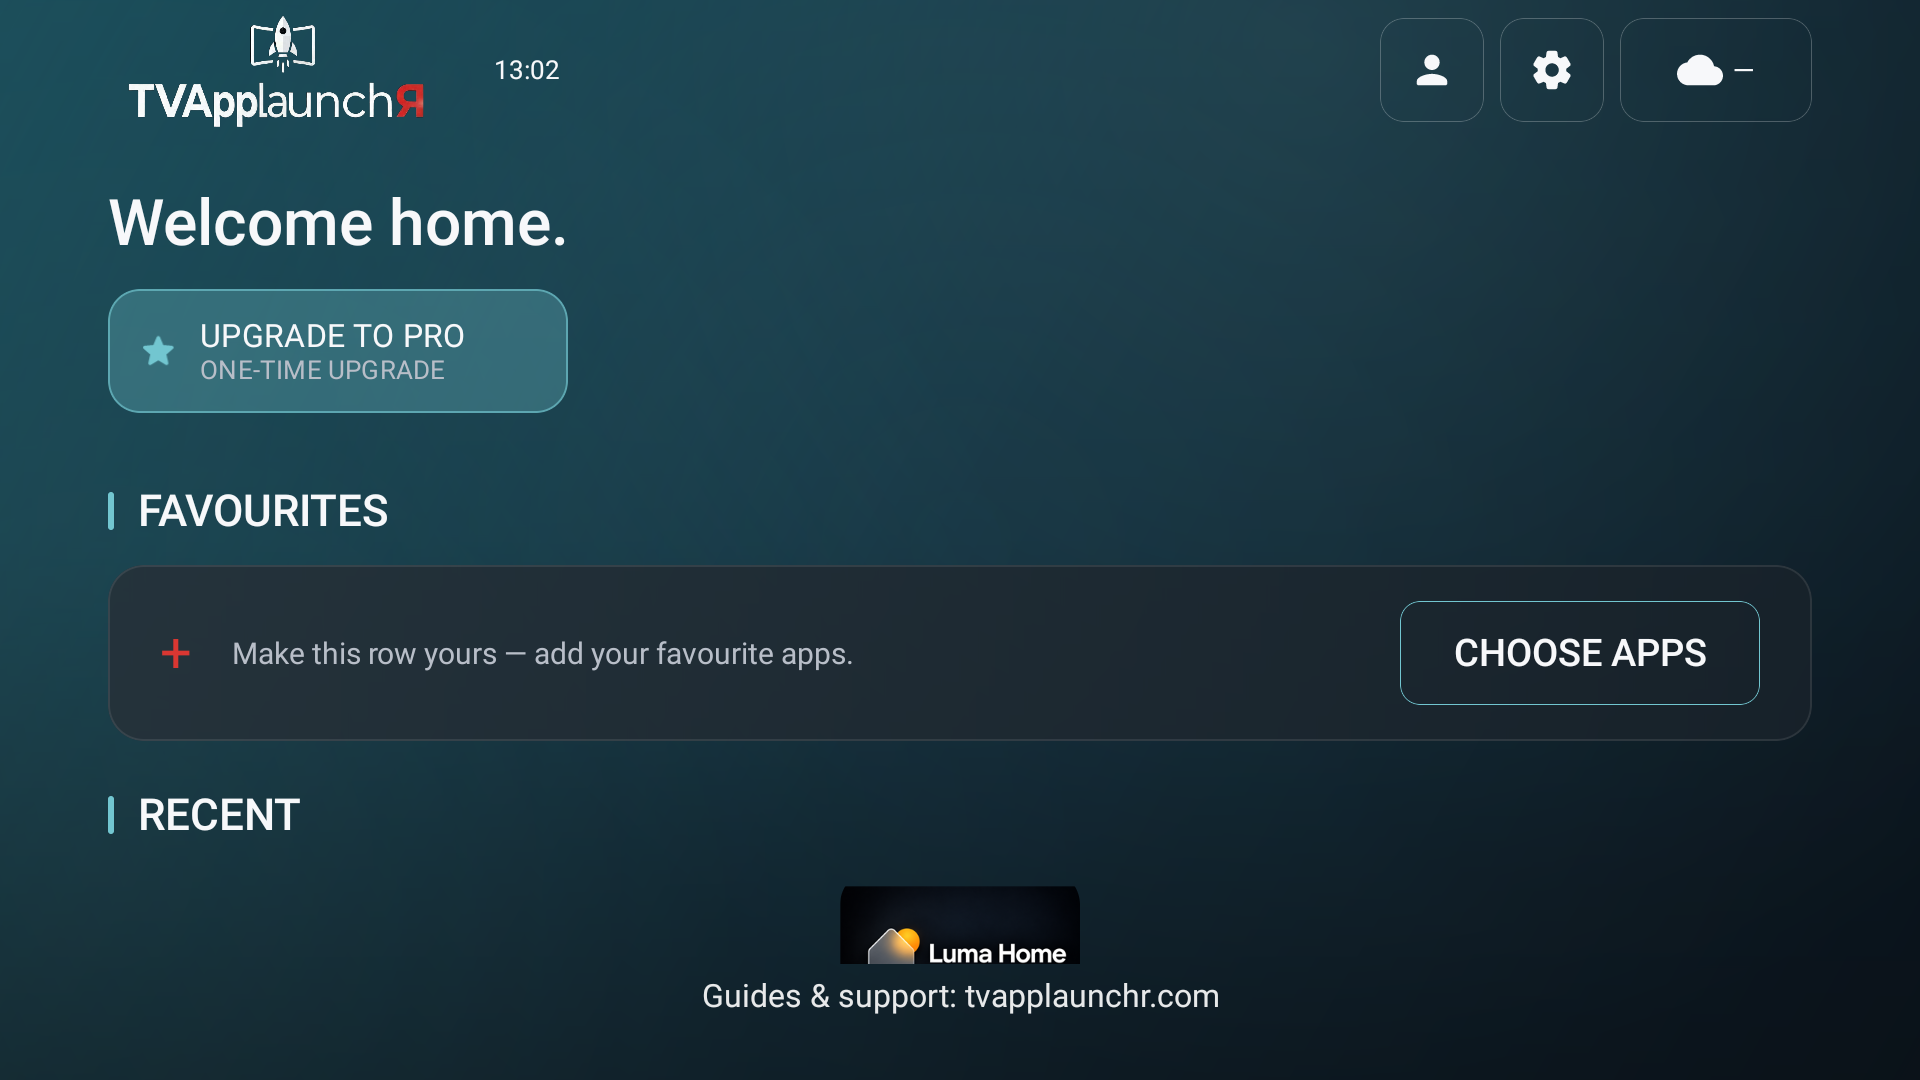 TVApplaunchЯ
13:02
–
Welcome home.
UPGRADE TO PRO
ONE-TIME UPGRADE
FAVOURITES
Make this row yours — add your favourite apps.
CHOOSE APPS
RECENT
Luma Home
Guides & support: tvapplaunchr.com